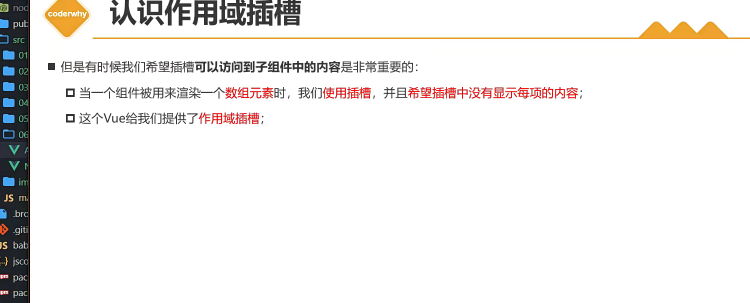 nod
coderwhy
认识作用域插槽
pub
src
01
02
03
04
05
06
im
JS ma
.bro
.giti
JS bab
{..} jsco
npm pac
npm pac
但是有时候我们希望插槽可以访问到子组件中的内容是非常重要的：
当一个组件被用来渲染一个数组元素时，我们使用插槽，并且希望插槽中没有显示每项的内容；
这个Vue给我们提供了作用域插槽；